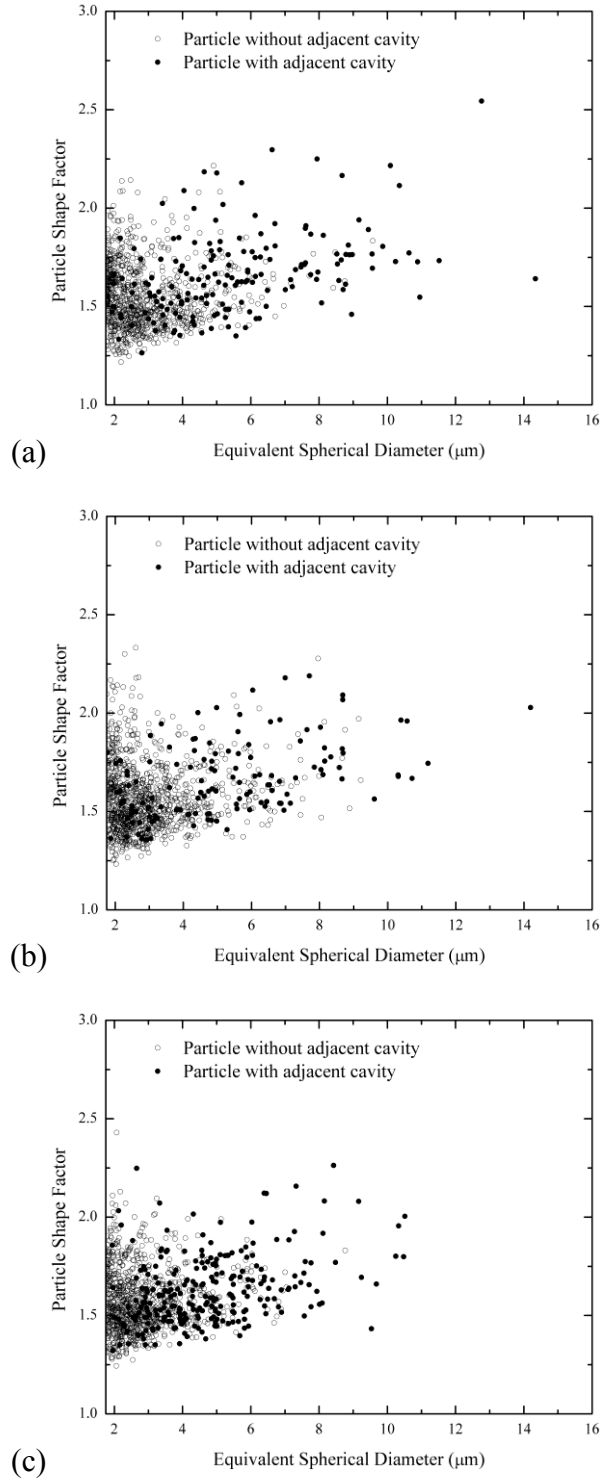 3.0
Particle without adjacent cavity
Particle with adjacent cavity
2.5
2.0
1.5
1.0
Particle Shape Factor
2 4 6 8 10 12 14 16
Equivalent Spherical Diameter (μm)
(a)
3.0
Particle without adjacent cavity
Particle with adjacent cavity
2.5
2.0
1.5
1.0
Particle Shape Factor
2 4 6 8 10 12 14 16
Equivalent Spherical Diameter (μm)
(b)
3.0
Particle without adjacent cavity
Particle with adjacent cavity
2.5
2.0
1.5
1.0
Particle Shape Factor
2 4 6 8 10 12 14 16
Equivalent Spherical Diameter (μm)
(c)